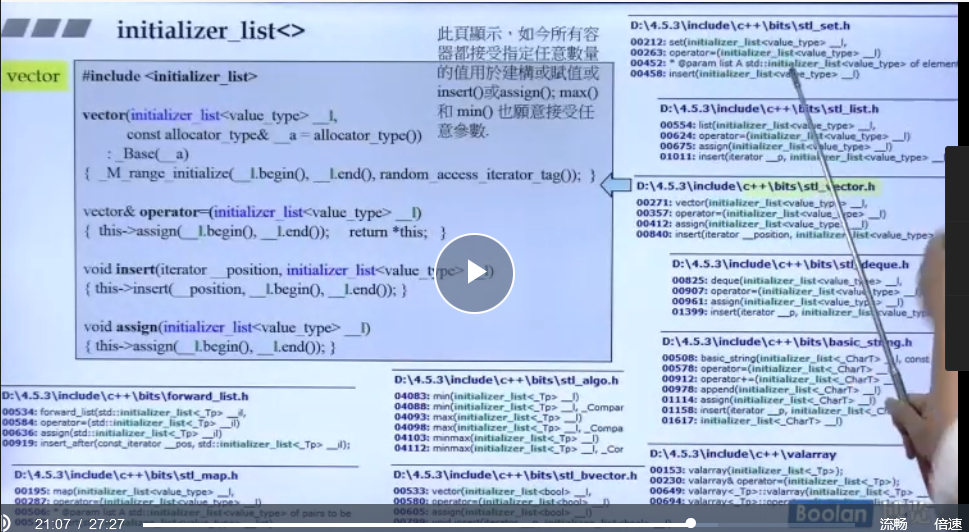 initializer_list<>
此頁顯示，如今所有容
器都接受指定任意數量
的值用於建構或賦值或
insert()或assign(); max()
和 min() 也願意接受任
意參數.
vector
#include <initializer_list>
vector(initializer_list<value_type> __l,
const allocator_type& __a = allocator_type())
: _Base(__a)
{ _M_range_initialize(__l.begin(), __l.end(), random_access_iterator_tag()); }
vector& operator=(initializer_list<value_type> __l)
{ this->assign(__l.begin(), __l.end()); return *this; }
void insert(iterator __position, initializer_list<value_type> __l)
{ this->insert(__position, __l.begin(), __l.end()); }
void assign(initializer_list<value_type> __l)
{ this->assign(__l.begin(), __l.end()); }
D:\4.5.3\include\c++\bits\stl_set.h
00212: set(initializer_list<value_type> __l,
00263: operator=(initializer_list<value_type> __l)
00452: * @param list A std::initializer_list<value_type> of elemen
00458: insert(initializer_list<value_type> __l)
D:\4.5.3\include\c++\bits\stl_list.h
00554: list(initializer_list<value_type> __l,
00624: operator=(initializer_list<value_type> __l)
00675: assign(initializer_list<value_type> __l)
01011: insert(iterator __p, initializer_list<value_type> __l)
D:\4.5.3\include\c++\bits\stl_vector.h
00271: vector(initializer_list<value_type> __l,
00357: operator=(initializer_list<value_type> __l)
00412: assign(initializer_list<value_type> __l)
00840: insert(iterator __position, initializer_list<value_type>
D:\4.5.3\include\c++\bits\stl_deque.h
00825: deque(initializer_list<value_type> __l,
00907: operator=(initializer_list<value_type> __l)
00961: assign(initializer_list<value_type> __l)
01399: insert(iterator __p, initializer_list<value_typ
D:\4.5.3\include\c++\bits\basic_string.h
00508: basic_string(initializer_list<_CharT> __l, const
00578: operator=(initializer_list<_CharT> __l)
00912: operator+=(initializer_list<_CharT>
00978: append(initializer_list<_CharT>
01114: assign(initializer_list<_CharT>
01158: insert(iterator __p, initializer_list<_C
01617: initializer_list<_CharT> __l)
D:\4.5.3\include\c++\valarray
00153: valarray(initializer_list<_Tp>);
00230: valarray& operator=(initializer_list<_Tp>);
00649: valarray<_Tp>::valarray(initializer_list<_Tp>
00694: valarray<_Tp>::operator=(initializer_list<_Tp>
D:\4.5.3\include\c++\bits\forward_list.h
00534: forward_list(std::initializer_list<_Tp> __il,
00584: operator=(std::initializer_list<_Tp> __il)
00636: assign(std::initializer_list<_Tp> __il)
00919: insert_after(const_iterator __pos, std::initializer_list<_Tp> __il);
D:\4.5.3\include\c++\bits\stl_algo.h
04083: min(initializer_list<_Tp> __l)
04088: min(initializer_list<_Tp> __l, _Compar
04093: max(initializer_list<_Tp> __l)
04098: max(initializer_list<_Tp> __l, _Compa
04103: minmax(initializer_list<_Tp> __l)
04112: minmax(initializer_list<_Tp> __l, _Cor
D:\4.5.3\include\c++\bits\stl_map.h
00195: map(initializer_list<value_type> __l,
00287: operator=(initializer_list<value_type> __l)
00506: * @param list A std::initializer_list<value_type> of pairs to be
D:\4.5.3\include\c++\bits\stl_bvector.h
00533: vector(initializer_list<bool> __l,
00580: operator=(initializer_list<bool> __l)
00605: assign(initializer_list<bool> __l)
Boolan
21:07 / 27:27
流畅
倍速